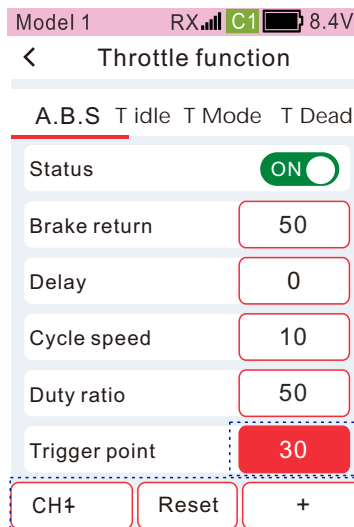 Model 1 RX C1 8.4V
< Throttle function
A.B.S T idle T Mode T Dead
Status ON
Brake return 50
Delay 0
Cycle speed 10
Duty ratio 50
Trigger point 30
Reset +